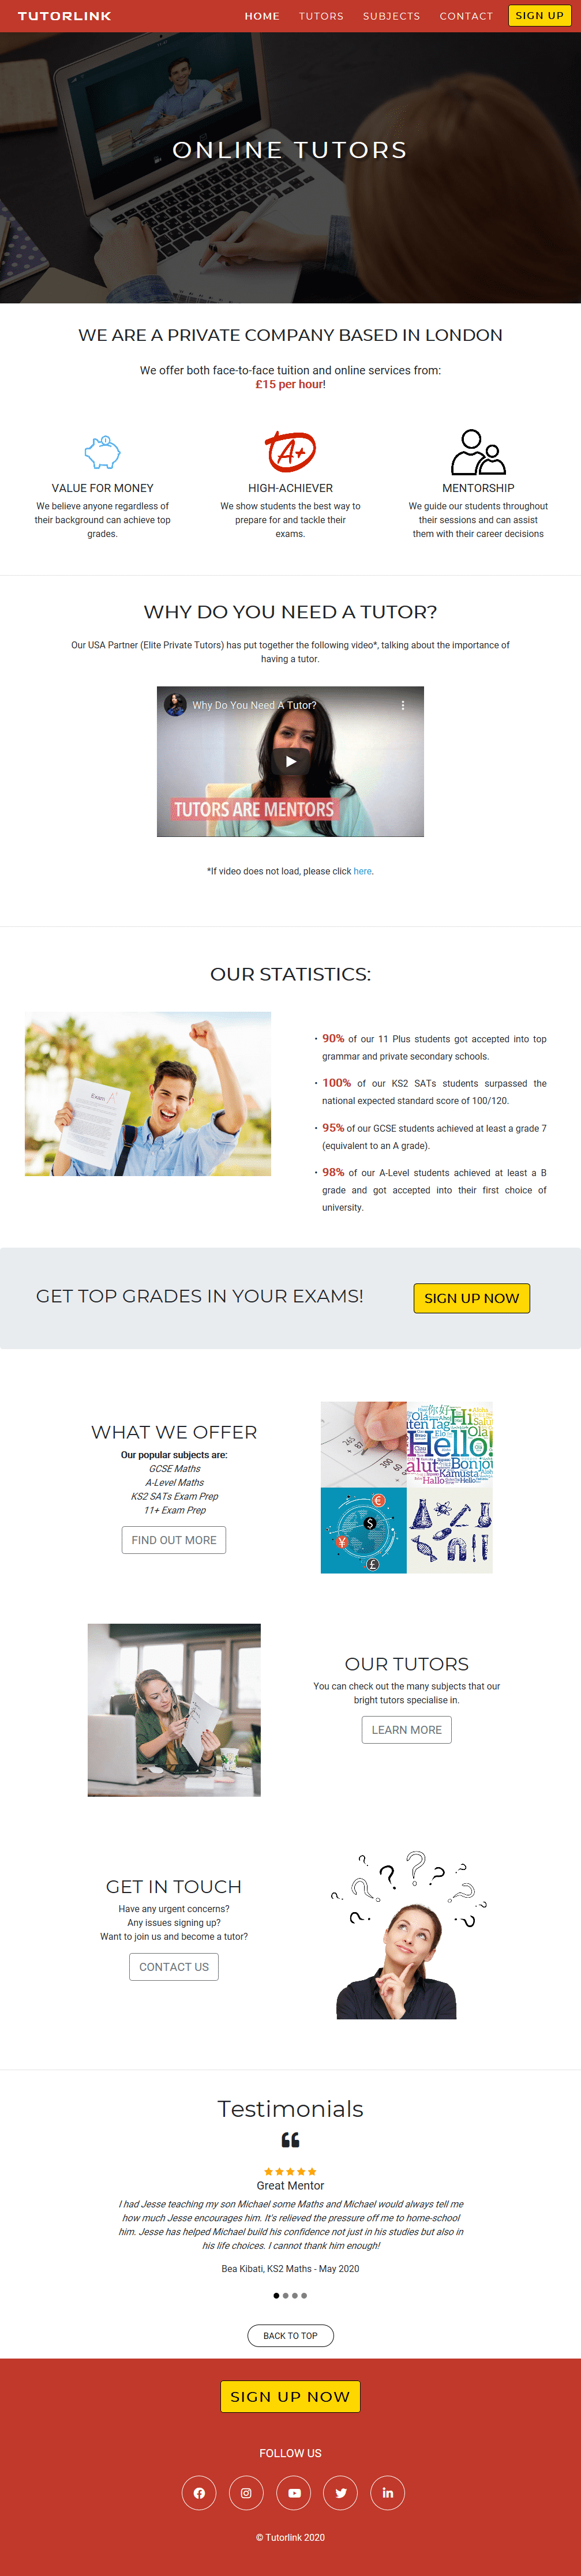 TUTORLINK
HOME TUTORS SUBJECTS CONTACT SIGN UP
ONLINE TUTORS
WE ARE A PRIVATE COMPANY BASED IN LONDON
We offer both face-to-face tuition and online services from:
£15 per hour!
A+
VALUE FOR MONEY
We believe anyone regardless of
their background can achieve top
grades.
HIGH-ACHIEVER
We show students the best way to
prepare for and tackle their
exams.
MENTORSHIP
We guide our students throughout
their sessions and can assist
them with their career decisions
WHY DO YOU NEED A TUTOR?
Our USA Partner (Elite Private Tutors) has put together the following video*, talking about the importance of
having a tutor.
Why Do You Need A Tutor?
TUTORS ARE MENTORS
*If video does not load, please click here.
OUR STATISTICS:
Exam
• 90% of our 11 Plus students got accepted into top
grammar and private secondary schools.
• 100% of our KS2 SATs students surpassed the
national expected standard score of 100/120.
• 95% of our GCSE students achieved at least a grade 7
(equivalent to an A grade).
• 98% of our A-Level students achieved at least a B
grade and got accepted into their first choice of
university.
GET TOP GRADES IN YOUR EXAMS!
SIGN UP NOW
WHAT WE OFFER
Our popular subjects are:
GCSE Maths
A-Level Maths
KS2 SATs Exam Prep
11+ Exam Prep
FIND OUT MORE
你好
Aloha
Hi
Olá
Hello!
Bonjou
Kamusta
Hallo
€
$
¥
£
OUR TUTORS
You can check out the many subjects that our
bright tutors specialise in.
LEARN MORE
GET IN TOUCH
Have any urgent concerns?
Any issues signing up?
Want to join us and become a tutor?
CONTACT US
Testimonials
Great Mentor
I had Jesse teaching my son Michael some Maths and Michael would always tell me
how much Jesse encourages him. It's relieved the pressure off me to home-school
him. Jesse has helped Michael build his confidence not just in his studies but also in
his life choices. I cannot thank him enough!
Bea Kibati, KS2 Maths - May 2020
BACK TO TOP
SIGN UP NOW
FOLLOW US
© Tutorlink 2020